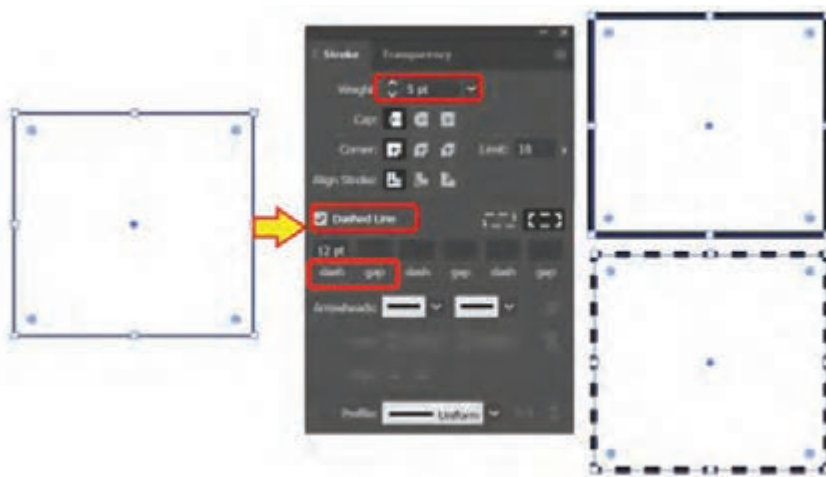 Stroke Transparency
Weight: 5 pt
Cap:
Corner: Limit: 10 x
Align Stroke:
Dashed Line
12 pt
dash gap dash gap dash gap
Arrowheads:
Profile: Uniform